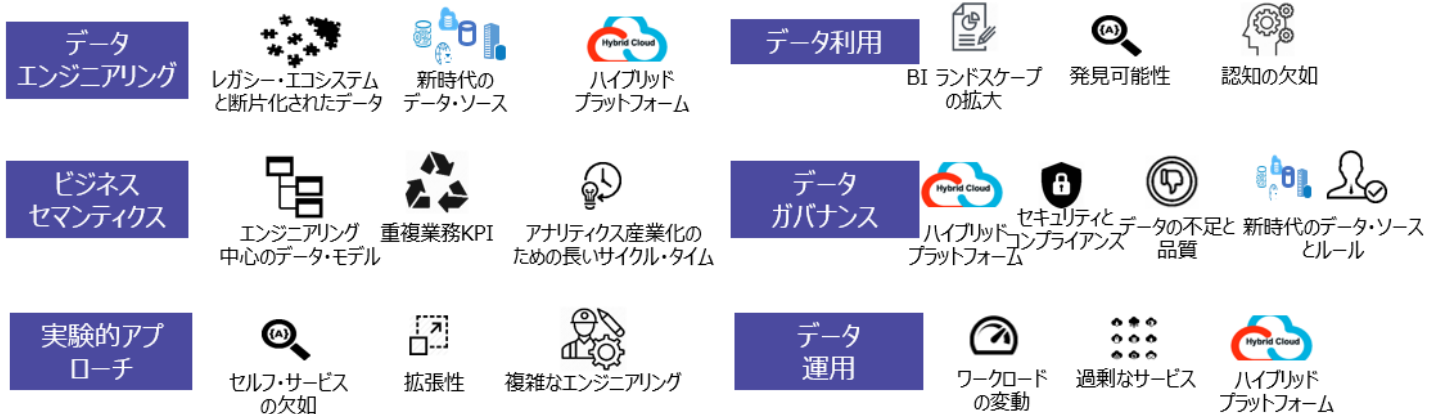 データ
エンジニアリング
レガシー・エコシステム
と断片化されたデータ
新時代の
データ・ソース
Hybrid Cloud
ハイブリッド
プラットフォーム
データ利用
BI ランドスケープ
の拡大
{A}
発見可能性
認知の欠如
ビジネス
セマンティクス
エンジニアリング
中心のデータ・モデル
重複業務KPI
アナリティクス産業化の
ための長いサイクル・タイム
データ
ガバナンス
Hybrid Cloud
ハイブリッド
プラットフォーム
セキュリティと
コンプライアンス
データの不足と
品質
新時代のデータ・ソース
とルール
実験的アプ
ローチ
{A}
セルフ・サービス
の欠如
拡張性
複雑なエンジニアリング
データ
運用
ワークロード
の変動
過剰なサービス
Hybrid Cloud
ハイブリッド
プラットフォーム